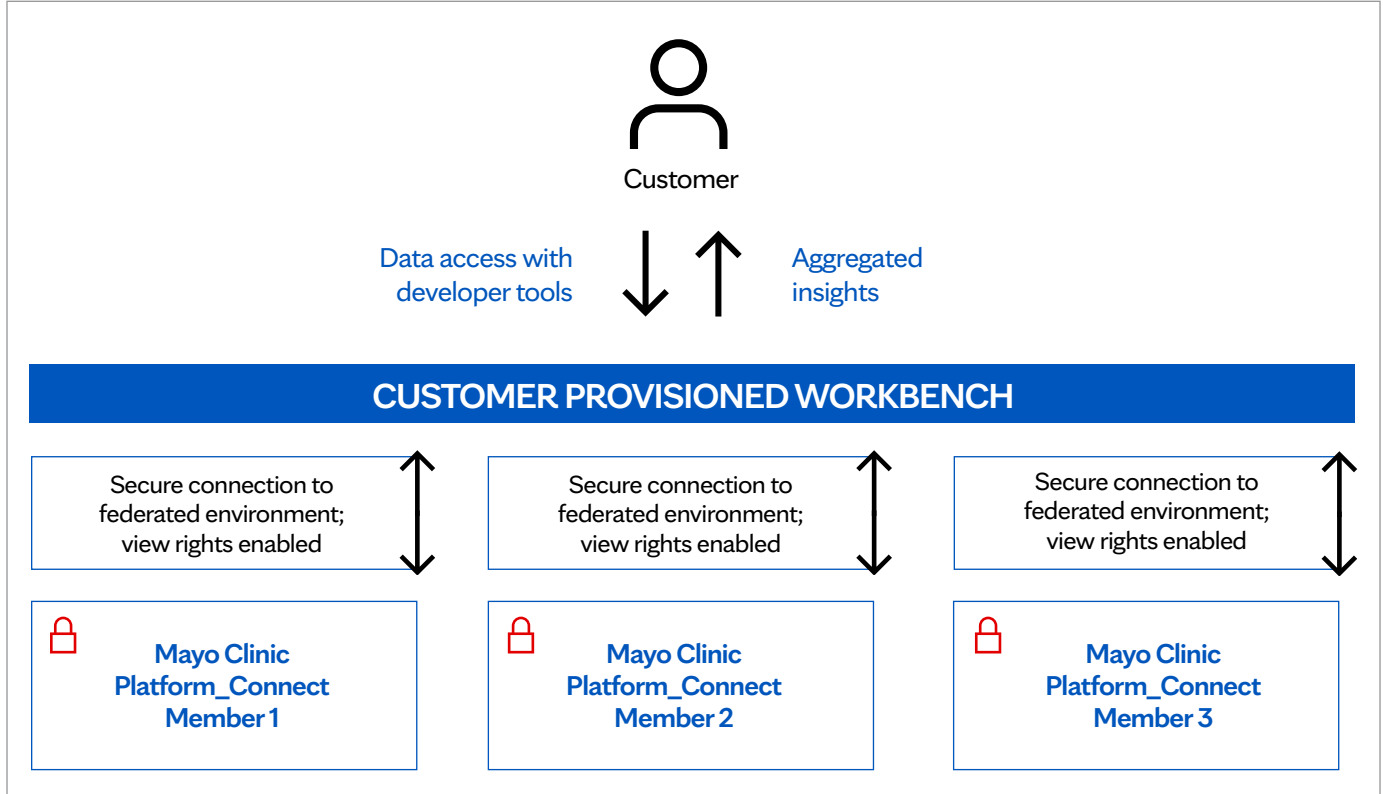 Customer
Data access with
developer tools
Aggregated
insights
CUSTOMER PROVISIONED WORKBENCH
Secure connection to
federated environment;
view rights enabled
Secure connection to
federated environment;
view rights enabled
Secure connection to
federated environment;
view rights enabled
Mayo Clinic
Platform_Connect
Member 1
Mayo Clinic
Platform_Connect
Member 2
Mayo Clinic
Platform_Connect
Member 3